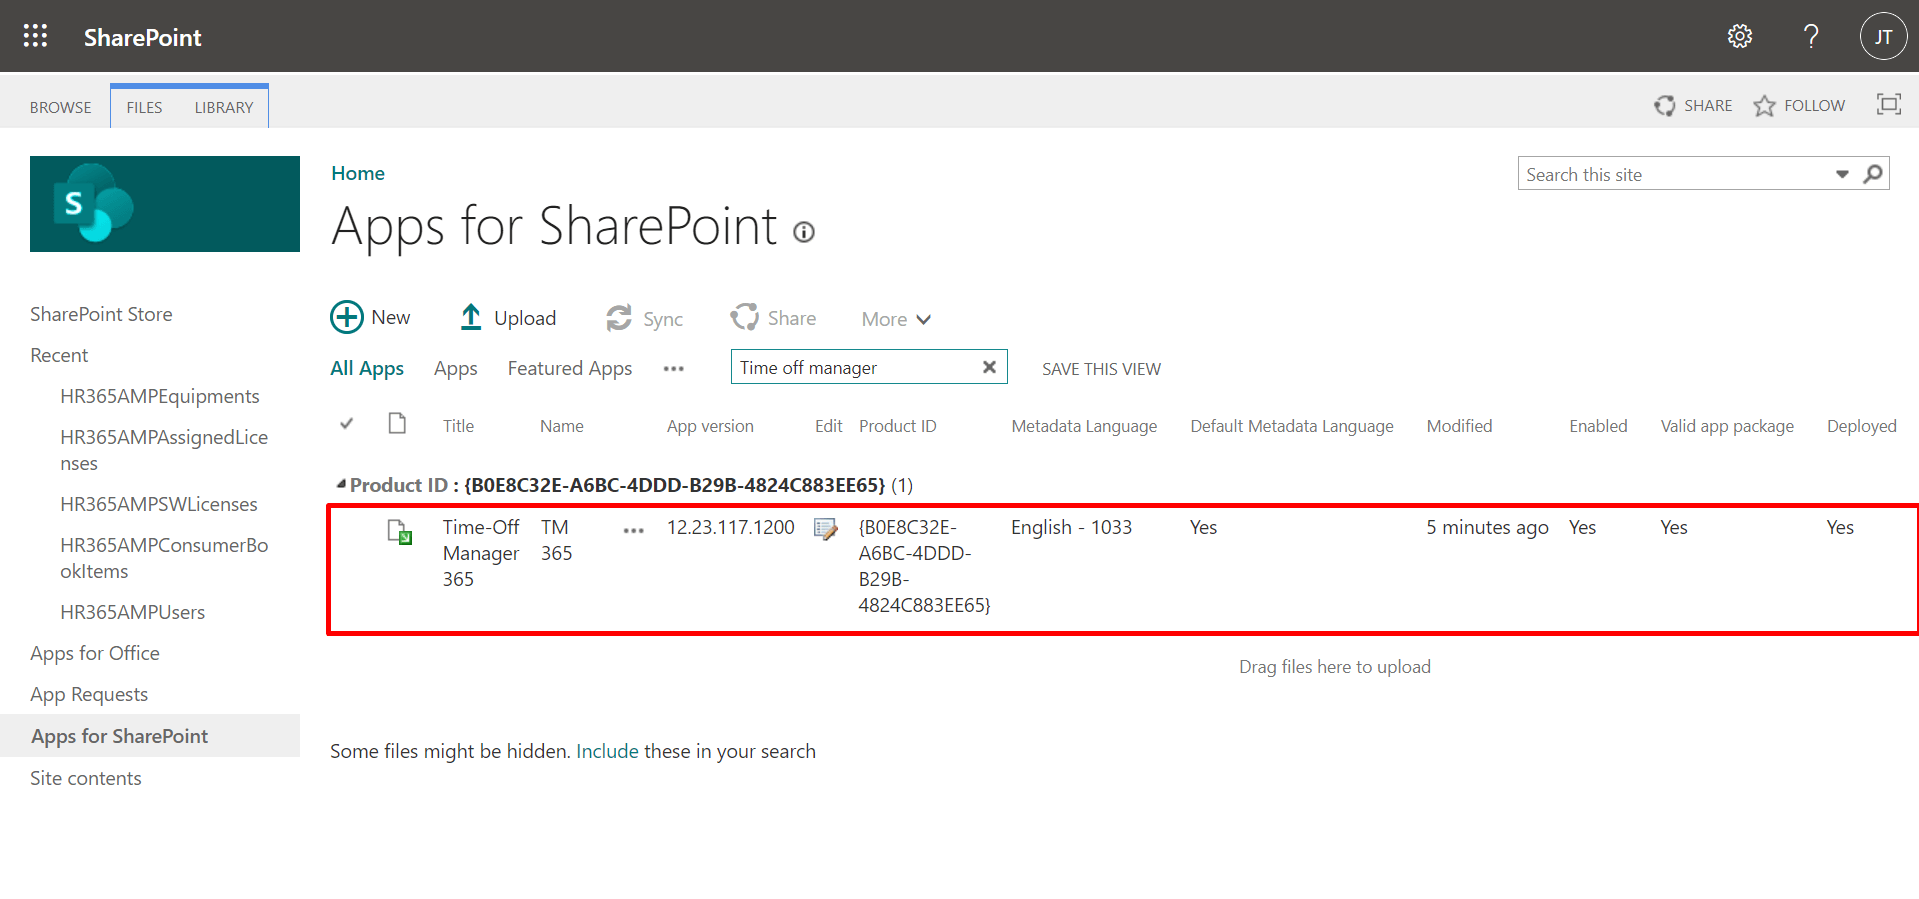 SharePoint
JT
BROWSE FILES LIBRARY
SHARE FOLLOW
S
Home
Search this site
Apps for SharePoint
SharePoint Store
Recent
HR365AMPEquipments
HR365AMPAssignedLice
nses
HR365AMPSWLicenses
HR365AMPConsumerBo
okItems
HR365AMPUsers
Apps for Office
App Requests
Apps for SharePoint
Site contents
New Upload Sync Share More
All Apps Apps Featured Apps ••• Time off manager SAVE THIS VIEW
Title Name App version Edit Product ID Metadata Language Default Metadata Language Modified Enabled Valid app package Deployed
Product ID : {B0E8C32E-A6BC-4DDD-B29B-4824C883EE65} (1)
Time-Off TM ••• 12.23.117.1200 {B0E8C32E- English - 1033 Yes 5 minutes ago Yes Yes Yes
Manager 365 A6BC-4DDD-
365 B29B-
4824C883EE65}
Drag files here to upload
Some files might be hidden. Include these in your search